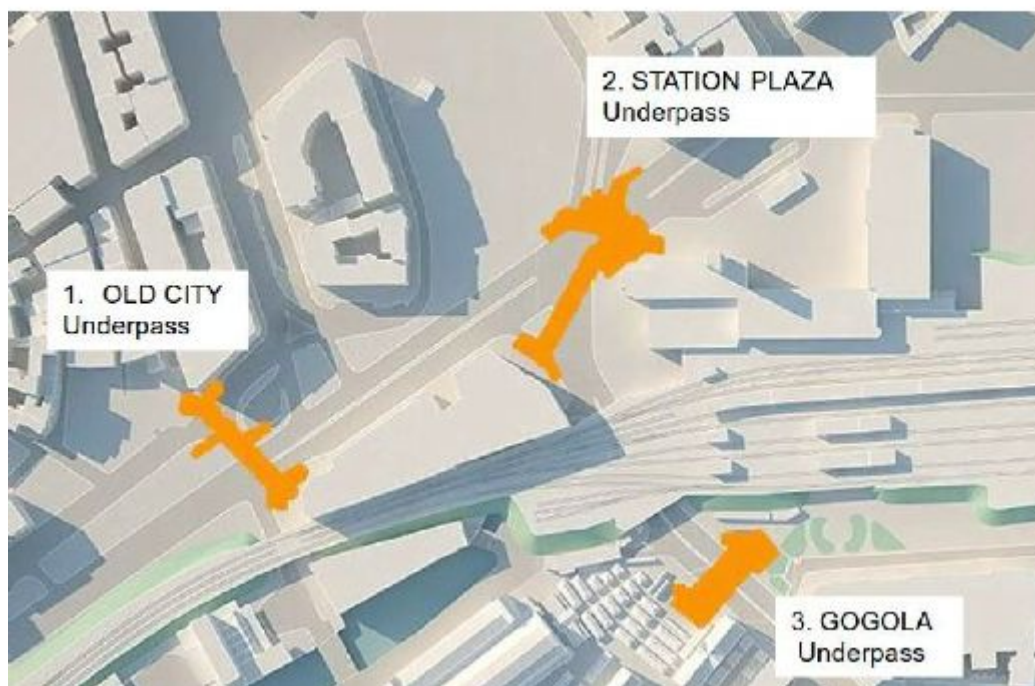 2. STATION PLAZA
Underpass
1. OLD CITY
Underpass
3. GOGOLA
Underpass